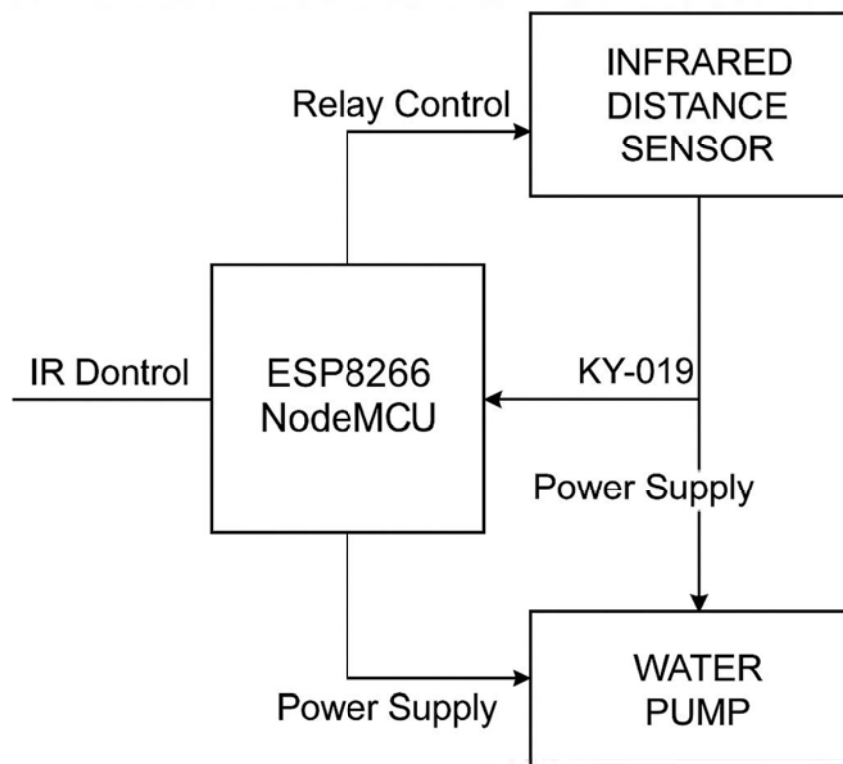 INFRARED
DISTANCE
SENSOR
Relay Control
IR Dontrol
ESP8266
NodeMCU
KY-019
Power Supply
Power Supply
WATER
PUMP